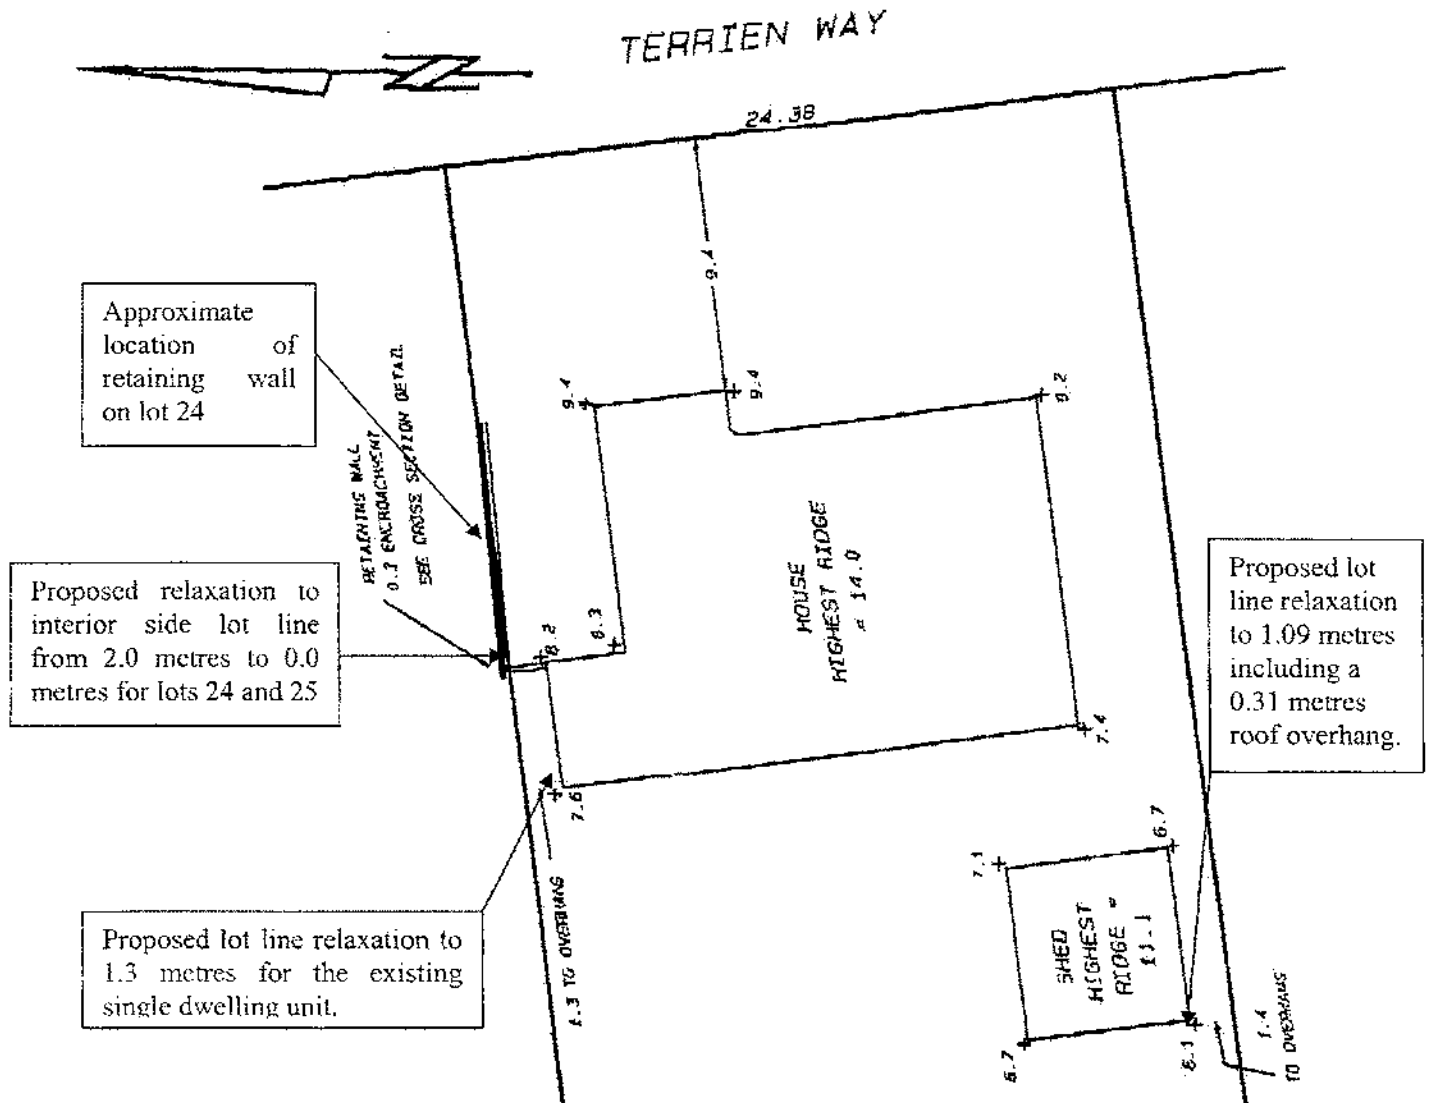 TERRIEN WAY
24.38
9.4
Approximate
location of
retaining wall
on lot 24
RETAINING WALL
ENCROACHMENT
SEE CROSS SECTION DETAIL
9.4
9.4
9.2
Proposed relaxation to
interior side lot line
from 2.0 metres to 0.0
metres for lots 24 and 25
8.2
8.3
HOUSE
HIGHEST RIDGE
= 14.0
Proposed lot
line relaxation
to 1.09 metres
including a
0.31 metres
roof overhang.
7.4
7.6
1.3 TO OVERHANG
Proposed lot line relaxation to
1.3 metres for the existing
single dwelling unit.
7.1
6.7
SHED
HIGHEST
RIDGE =
11.1
6.7
6.1
1.4
TO OVERHANG